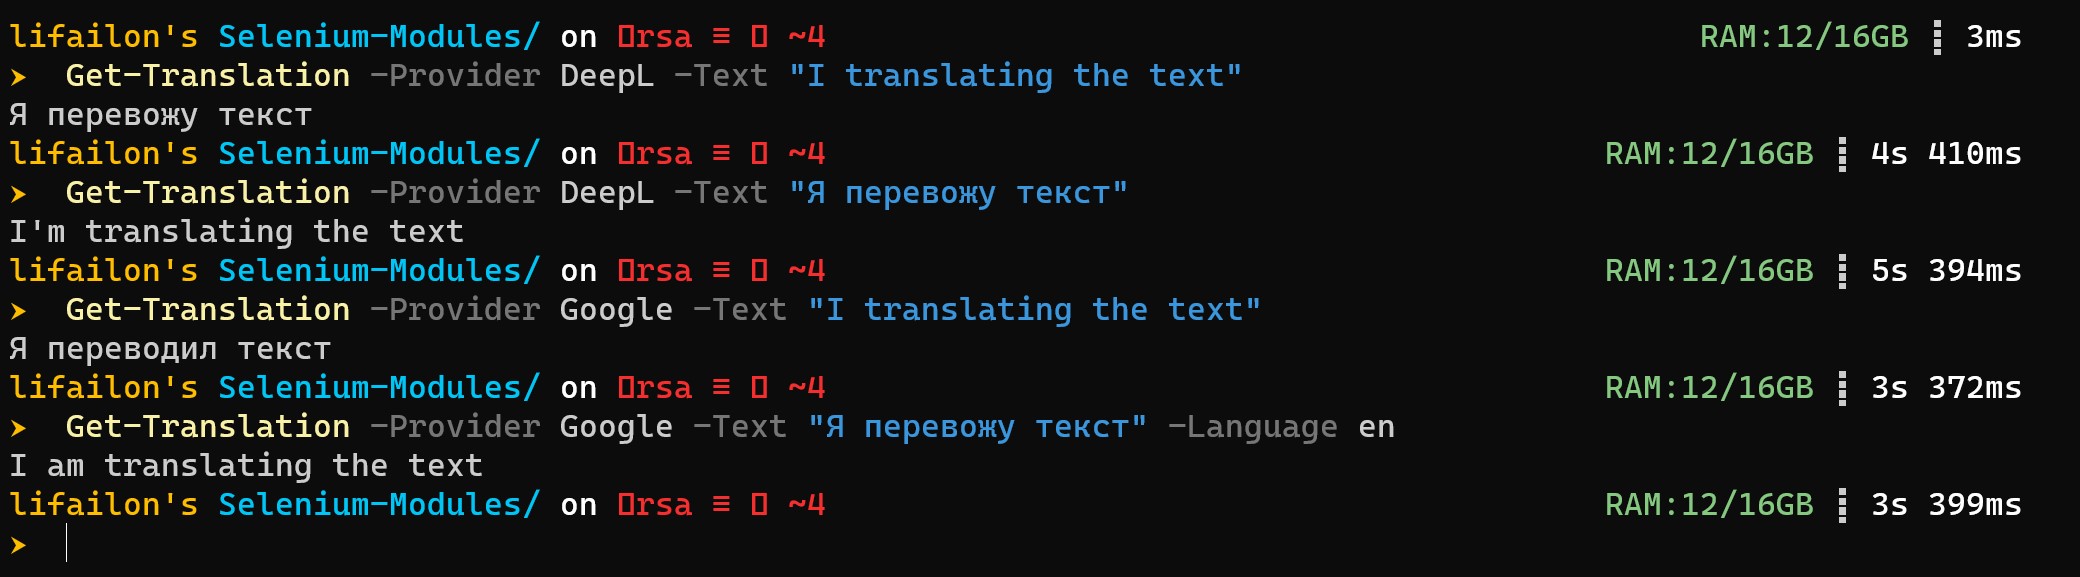 lifailon's Selenium-Modules/ on rsa ≡ ~4 RAM:12/16GB ┋ 3ms
➤ Get-Translation -Provider DeepL -Text "I translating the text"
Я перевожу текст
lifailon's Selenium-Modules/ on rsa ≡ ~4 RAM:12/16GB ┋ 4s 410ms
➤ Get-Translation -Provider DeepL -Text "Я перевожу текст"
I'm translating the text
lifailon's Selenium-Modules/ on rsa ≡ ~4 RAM:12/16GB ┋ 5s 394ms
➤ Get-Translation -Provider Google -Text "I translating the text"
Я переводил текст
lifailon's Selenium-Modules/ on rsa ≡ ~4 RAM:12/16GB ┋ 3s 372ms
➤ Get-Translation -Provider Google -Text "Я перевожу текст" -Language en
I am translating the text
lifailon's Selenium-Modules/ on rsa ≡ ~4 RAM:12/16GB ┋ 3s 399ms
➤